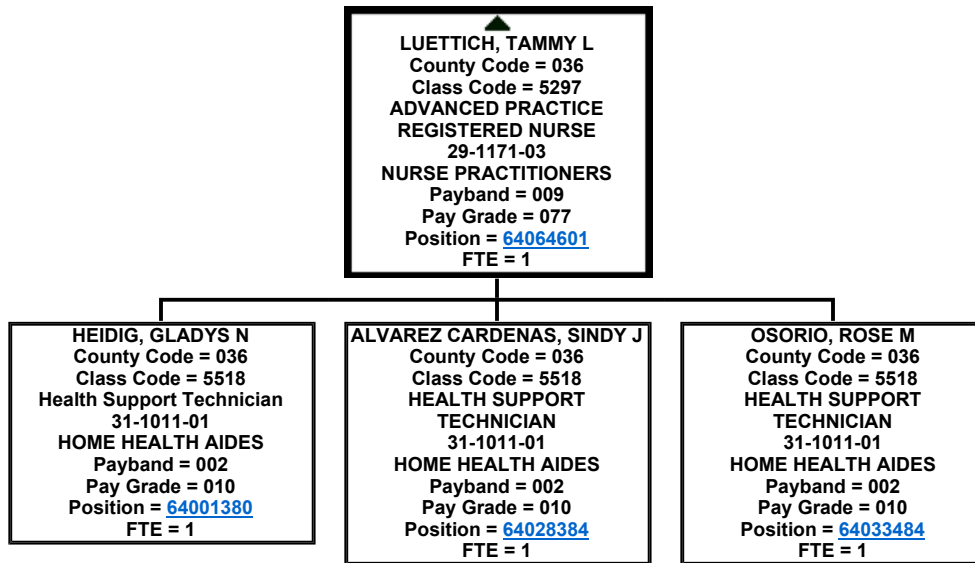 LUETTICH, TAMMY L
County Code = 036
Class Code = 5297
ADVANCED PRACTICE
REGISTERED NURSE
29-1171-03
NURSE PRACTITIONERS
Payband = 009
Pay Grade = 077
Position = 64064601
FTE = 1
HEIDIG, GLADYS N
County Code = 036
Class Code = 5518
Health Support Technician
31-1011-01
HOME HEALTH AIDES
Payband = 002
Pay Grade = 010
Position = 64001380
FTE = 1
ALVAREZ CARDENAS, SINDY J
County Code = 036
Class Code = 5518
HEALTH SUPPORT
TECHNICIAN
31-1011-01
HOME HEALTH AIDES
Payband = 002
Pay Grade = 010
Position = 64028384
FTE = 1
OSORIO, ROSE M
County Code = 036
Class Code = 5518
HEALTH SUPPORT
TECHNICIAN
31-1011-01
HOME HEALTH AIDES
Payband = 002
Pay Grade = 010
Position = 64033484
FTE = 1